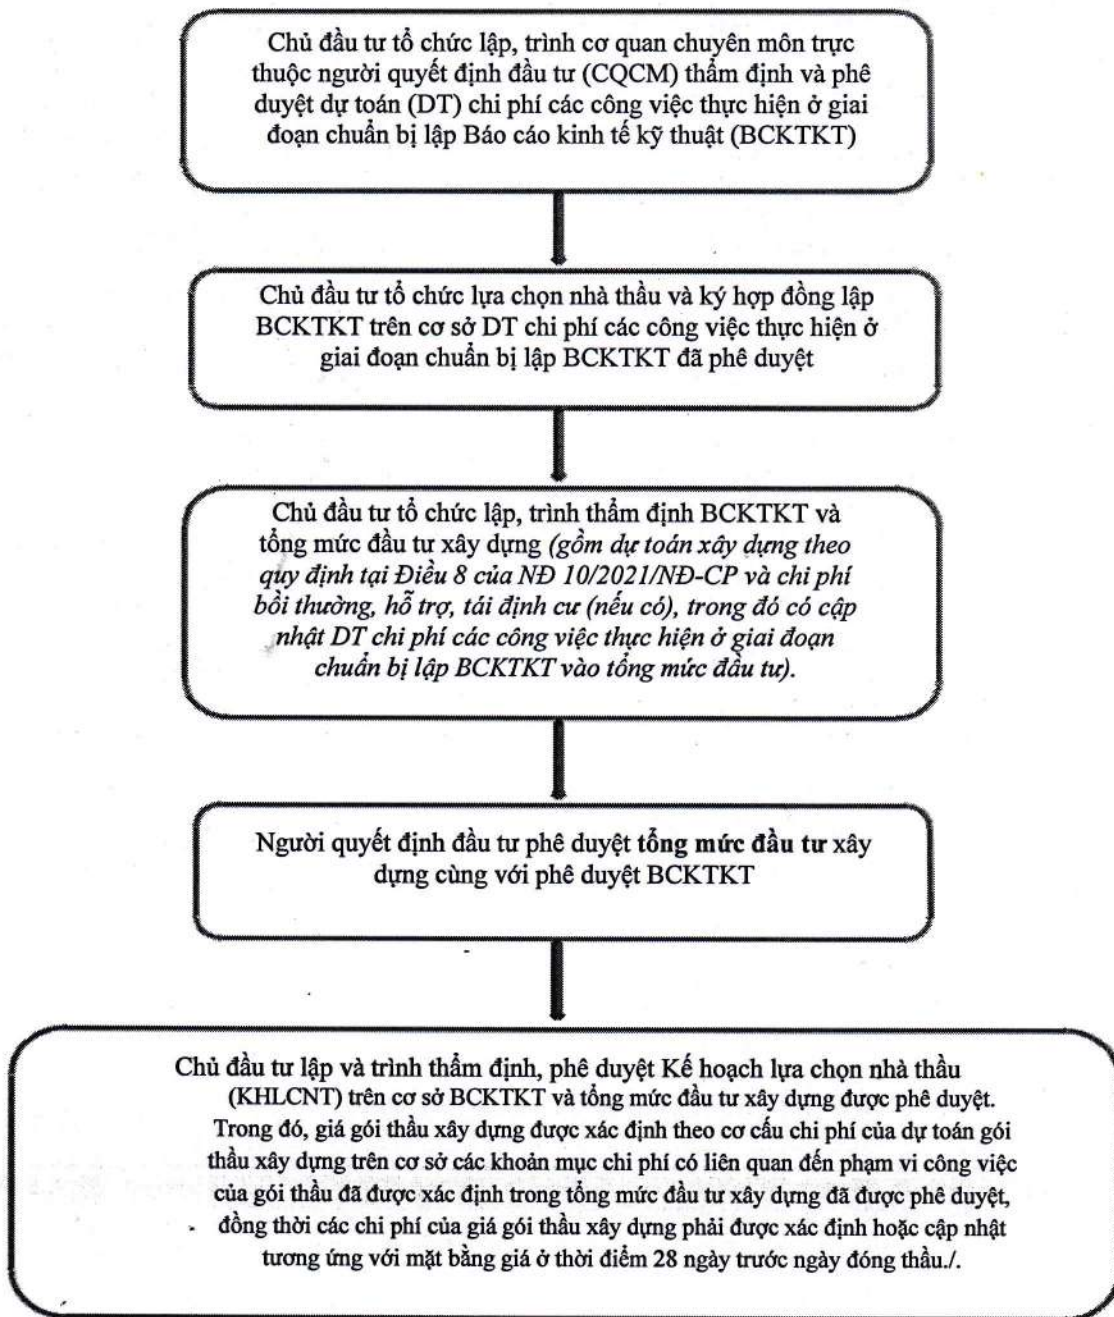 Chủ đầu tư tổ chức lập, trình cơ quan chuyên môn trực
thuộc người quyết định đầu tư (CQCM) thẩm định và phê
duyệt dự toán (DT) chi phí các công việc thực hiện ở giai
đoạn chuẩn bị lập Báo cáo kinh tế kỹ thuật (BCKTKT)
Chủ đầu tư tổ chức lựa chọn nhà thầu và ký hợp đồng lập
BCKTKT trên cơ sở DT chi phí các công việc thực hiện ở
giai đoạn chuẩn bị lập BCKTKT đã phê duyệt
Chủ đầu tư tổ chức lập, trình thẩm định BCKTKT và
tổng mức đầu tư xây dựng (gồm dự toán xây dựng theo
quy định tại Điều 8 của NĐ 10/2021/NĐ-CP và chi phí
bồi thường, hỗ trợ, tái định cư (nếu có), trong đó có cập
nhật DT chi phí các công việc thực hiện ở giai đoạn
chuẩn bị lập BCKTKT vào tổng mức đầu tư).
Người quyết định đầu tư phê duyệt tổng mức đầu tư xây
dựng cùng với phê duyệt BCKTKT
Chủ đầu tư lập và trình thẩm định, phê duyệt Kế hoạch lựa chọn nhà thầu
(KHLCNT) trên cơ sở BCKTKT và tổng mức đầu tư xây dựng được phê duyệt.
Trong đó, giá gói thầu xây dựng được xác định theo cơ cấu chi phí của dự toán gói
thầu xây dựng trên cơ sở các khoản mục chi phí có liên quan đến phạm vi công việc
của gói thầu đã được xác định trong tổng mức đầu tư xây dựng đã được phê duyệt,
đồng thời các chi phí của giá gói thầu xây dựng phải được xác định hoặc cập nhật
tương ứng với mặt bằng giá ở thời điểm 28 ngày trước ngày đóng thầu./.